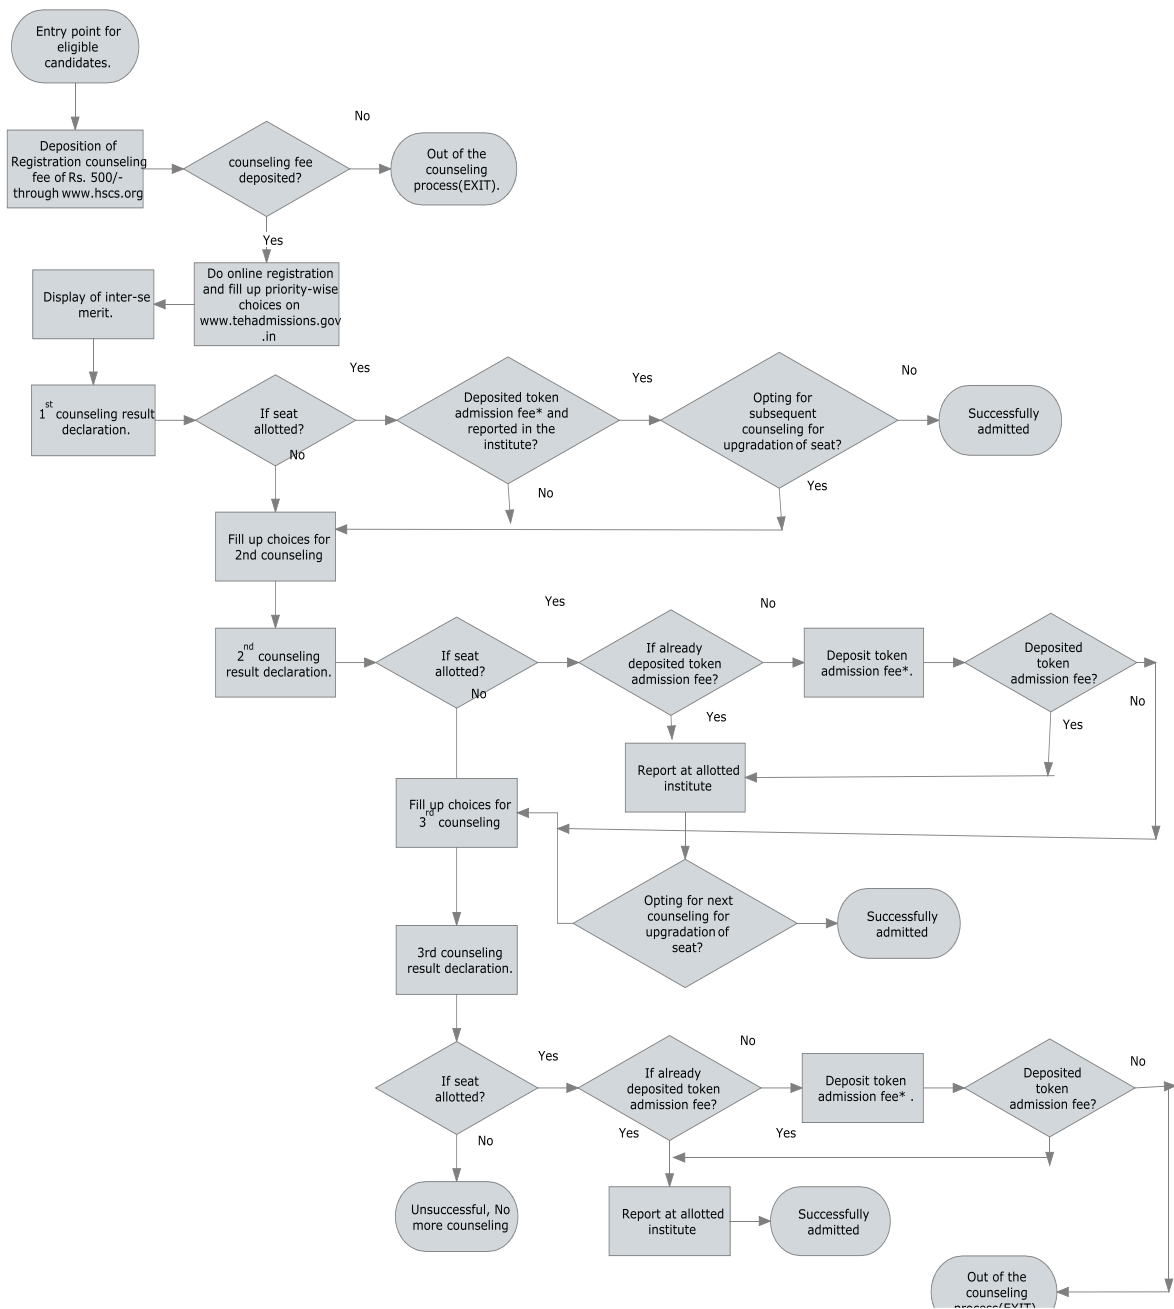 Entry point for
eligible
candidates.
No
Deposition of
Registration counseling
fee of Rs. 500/-
through www.hscs.org
counseling fee
deposited?
Out of the
counseling
process(EXIT).
Yes
Do online registration
and fill up priority-wise
choices on
www.tehadmissions.gov
.in
Display of inter-se
merit.
Yes
Yes
No
1st counseling result
declaration.
If seat
allotted?
No
Deposited token
admission fee* and
reported in the
institute?
Opting for
subsequent
counseling for
upgradation of seat?
Successfully
admitted
No
Yes
Fill up choices for
2nd counseling
Yes
No
2nd counseling
result declaration.
If seat
allotted?
No
If already
deposited token
admission fee?
Deposit token
admission fee*.
Deposited
token
admission fee?
No
Yes
Yes
Report at allotted
institute
Fill up choices for
3rd counseling
Opting for next
counseling for
upgradation of
seat?
Successfully
admitted
3rd counseling
result declaration.
Yes
No
No
If seat
allotted?
If already
deposited token
admission fee?
Deposit token
admission fee* .
Deposited
token
admission fee?
No
Yes
Yes
Unsuccessful, No
more counseling
Report at allotted
institute
Successfully
admitted
Out of the
counseling
process(EXIT)